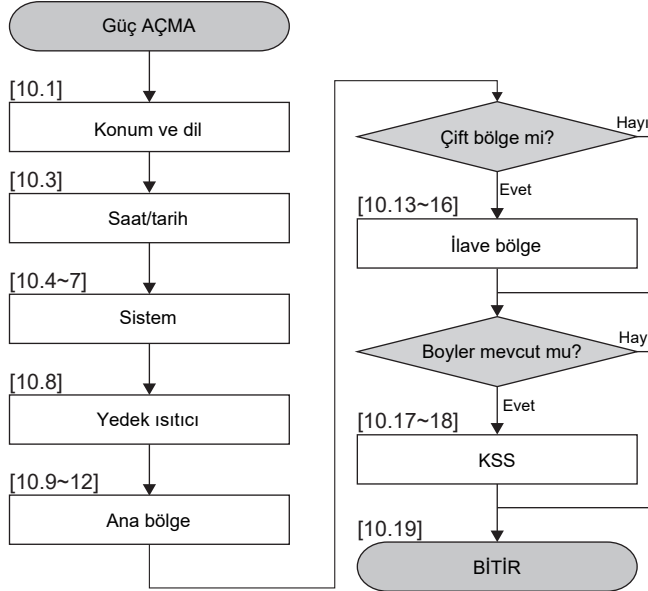 Güç AÇMA
[10.1]
Konum ve dil
[10.3]
Saat/tarih
[10.4~7]
Sistem
[10.8]
Yedek ısıtıcı
[10.9~12]
Ana bölge
Çift bölge mi?
Hayı
Evet
[10.13~16]
İlave bölge
Boyler mevcut mu?
Hayı
Evet
[10.17~18]
KSS
[10.19]
BİTİR